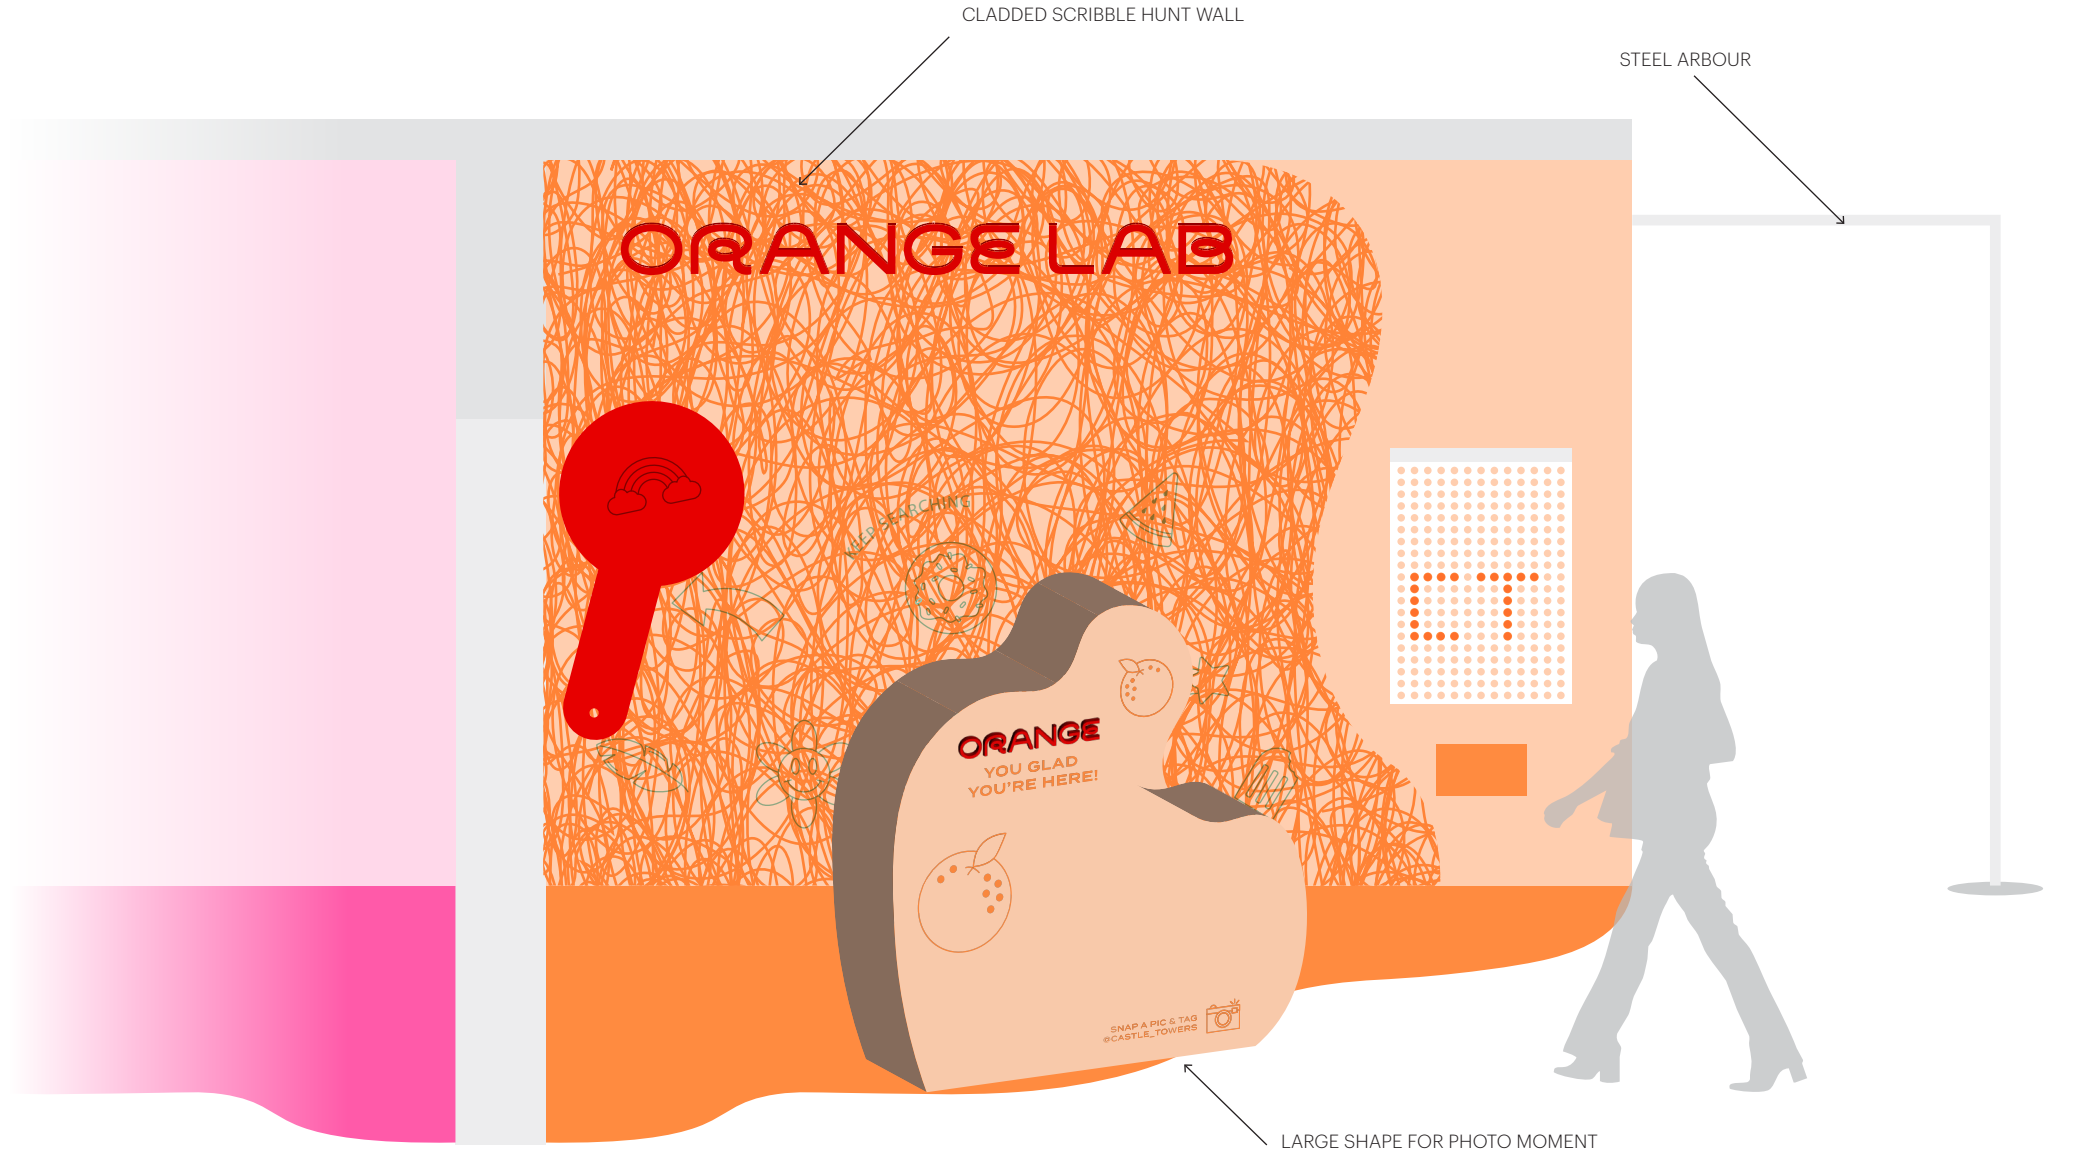 CLADDED SCRIBBLE HUNT WALL
STEEL ARBOUR
ORANGE LAB
KEEP SEARCHING
ORANGE
YOU GLAD
YOU'RE HERE!
CT
SNAP A PIC & TAG
@CASTLE_TOWERS
LARGE SHAPE FOR PHOTO MOMENT